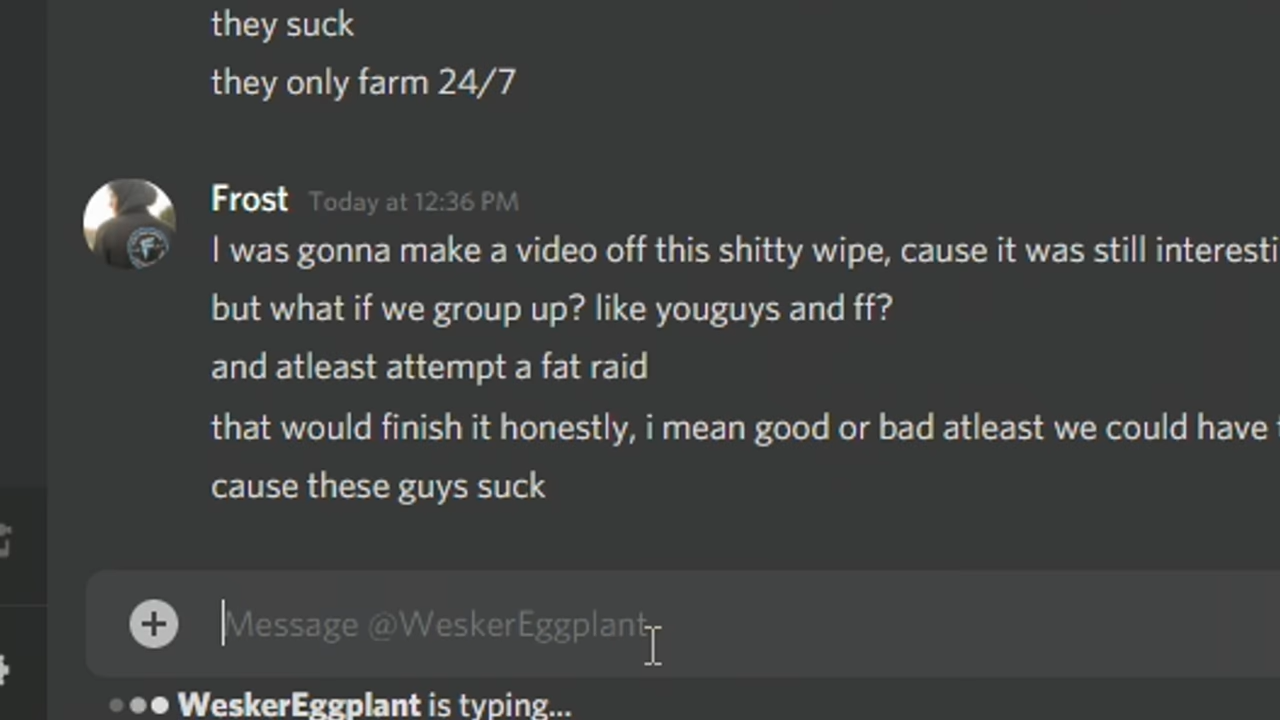 they suck
they only farm 24/7
Frost Today at 12:36 PM
I was gonna make a video off this shitty wipe, cause it was still interesti
but what if we group up? like youguys and ff?
and atleast attempt a fat raid
that would finish it honestly, i mean good or bad atleast we could have
cause these guys suck
Message @WeskerEggplant
WeskerEggplant is typing...